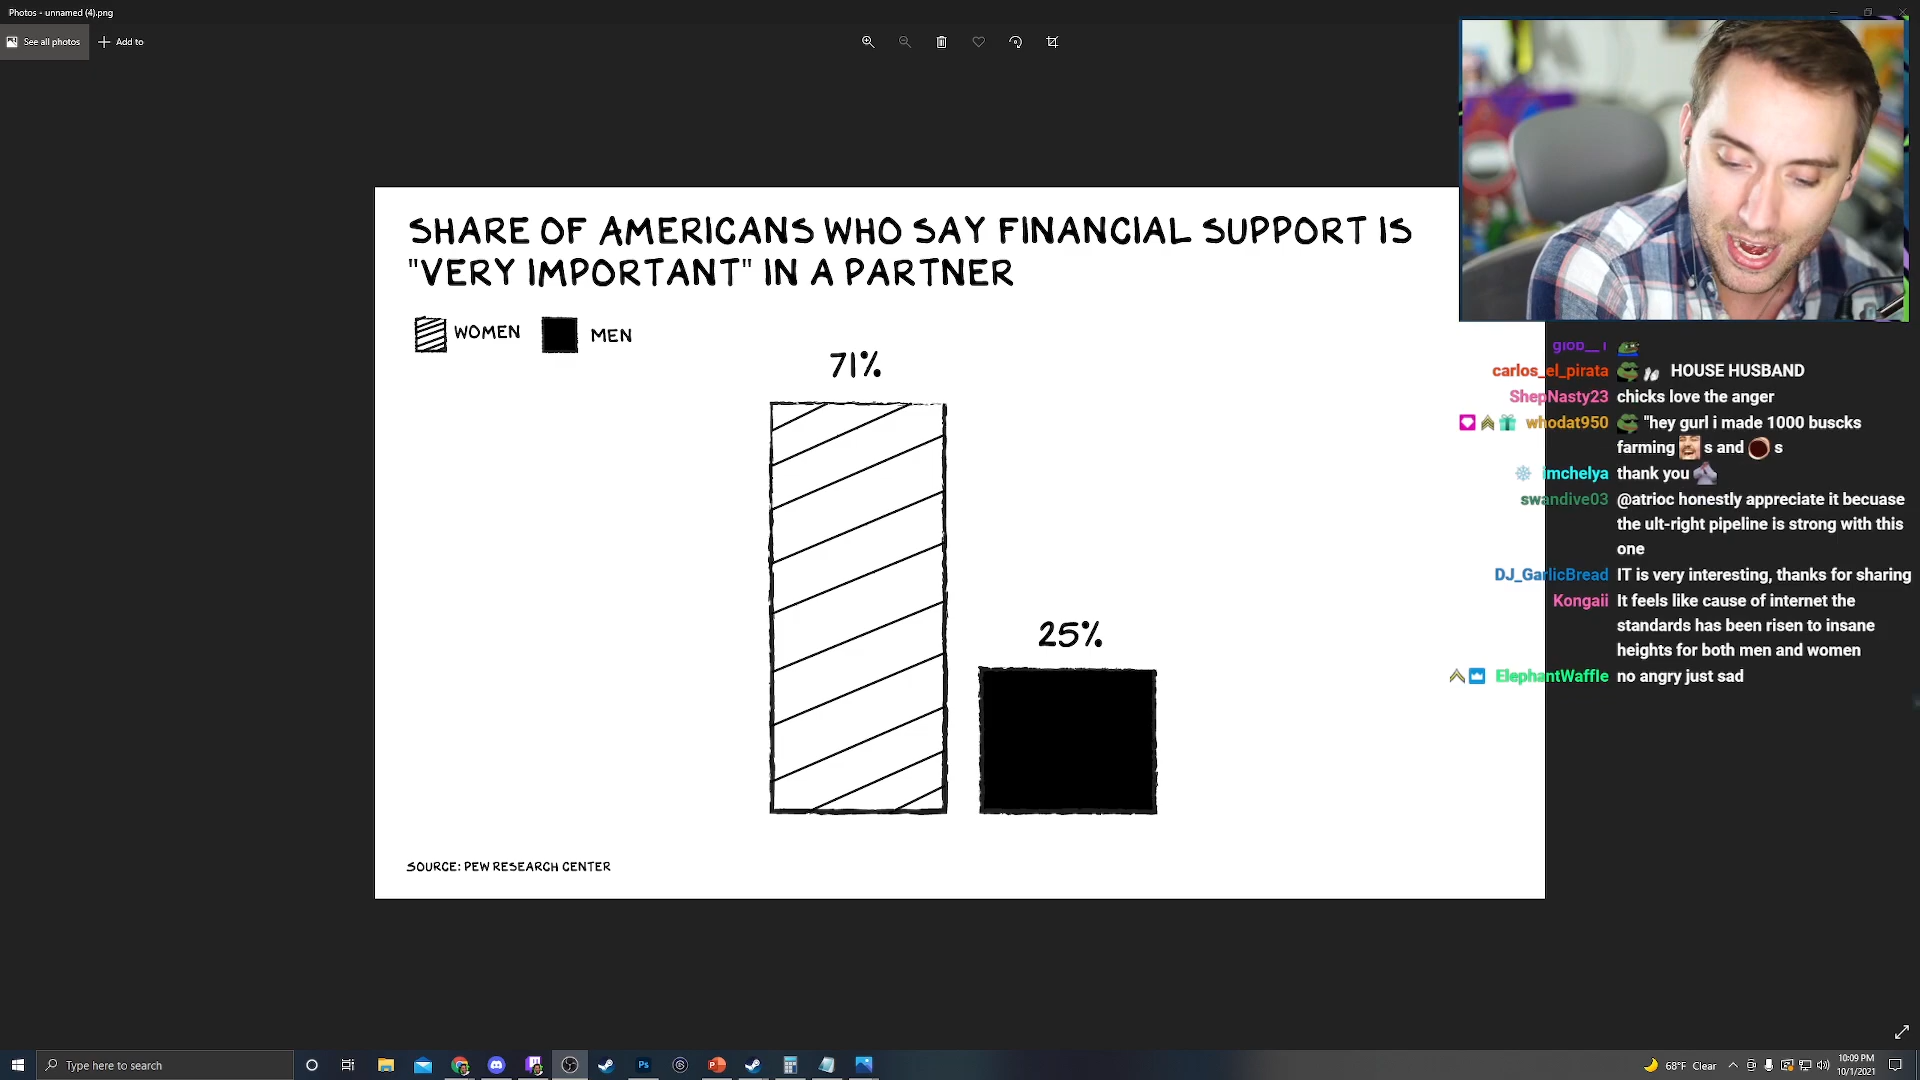 Photos - unnamed (4).png
See all photos
Add to
SHARE OF AMERICANS WHO SAY FINANCIAL SUPPORT IS
"VERY IMPORTANT" IN A PARTNER
WOMEN MEN
71%
25%
SOURCE: PEW RESEARCH CENTER
carlos_el_pirata HOUSE HUSBAND
ShepNasty23 chicks love the anger
whodat950 "hey gurl i made 1000 buscks
farming s and s
imchelya thank you
swandive03 @atrioc honestly appreciate it becuase
the ult-right pipeline is strong with this
one
DJ_GarlicBread IT is very interesting, thanks for sharing
Kongaii It feels like cause of internet the
standards has been risen to insane
heights for both men and women
ElephantWaffle no angry just sad
Type here to search
Ps
68°F Clear
10:09 PM
10/1/2021